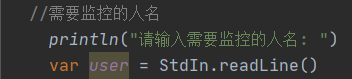 //需要监控的人名
println("请输入需要监控的人名: ")
var user = StdIn.readLine()